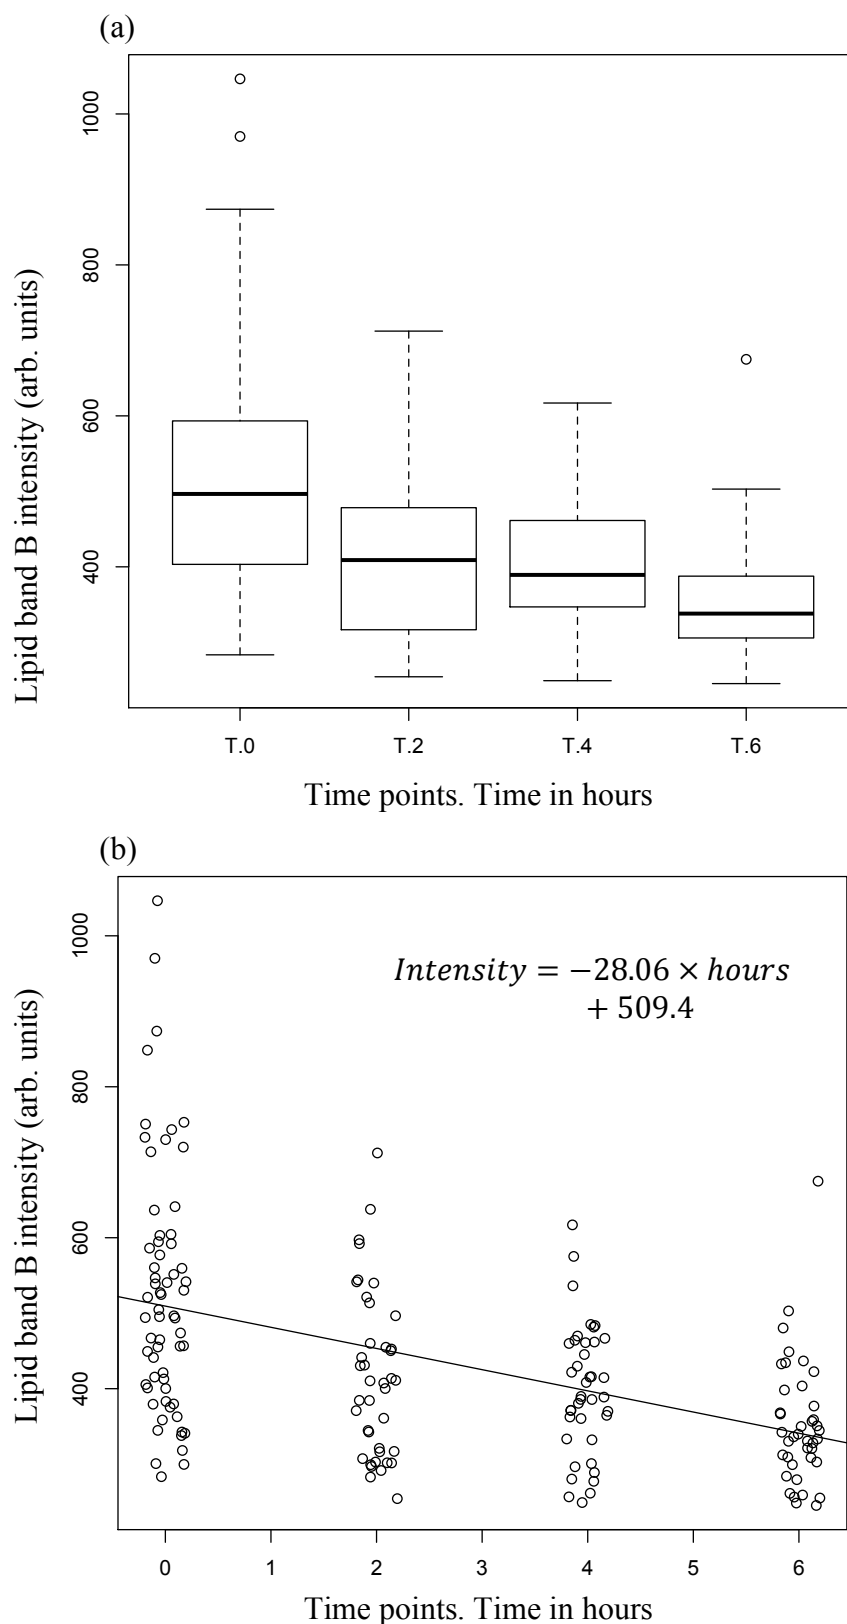 (a)
Lipid band B intensity (arb. units)
1000
800
600
400
T.0 T.2 T.4 T.6
Time points. Time in hours
(b)
Lipid band B intensity (arb. units)
1000
800
600
400
Intensity = −28.06 × hours
+ 509.4
0 1 2 3 4 5 6
Time points. Time in hours